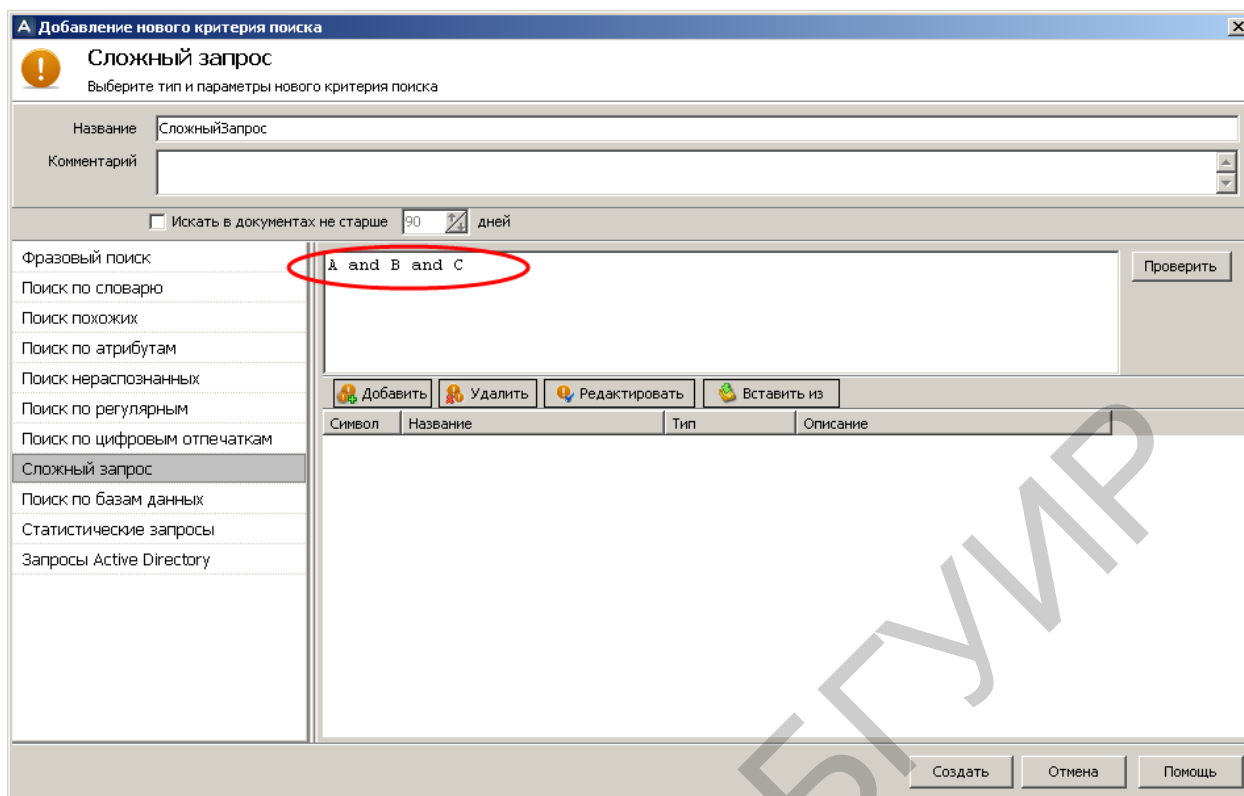 Добавление нового критерия поиска
Сложный запрос
Выберите тип и параметры нового критерия поиска
Название СложныйЗапрос
Комментарий
Искать в документах не старше 90 дней
Фразовый поиск
Поиск по словарю
Поиск похожих
Поиск по атрибутам
Поиск нераспознанных
Поиск по регулярным
Поиск по цифровым отпечаткам
Сложный запрос
Поиск по базам данных
Статистические запросы
Запросы Active Directory
A and B and C
Проверить
Добавить Удалить Редактировать Вставить из
Символ Название Тип Описание
Создать Отмена Помощь
БГУИР